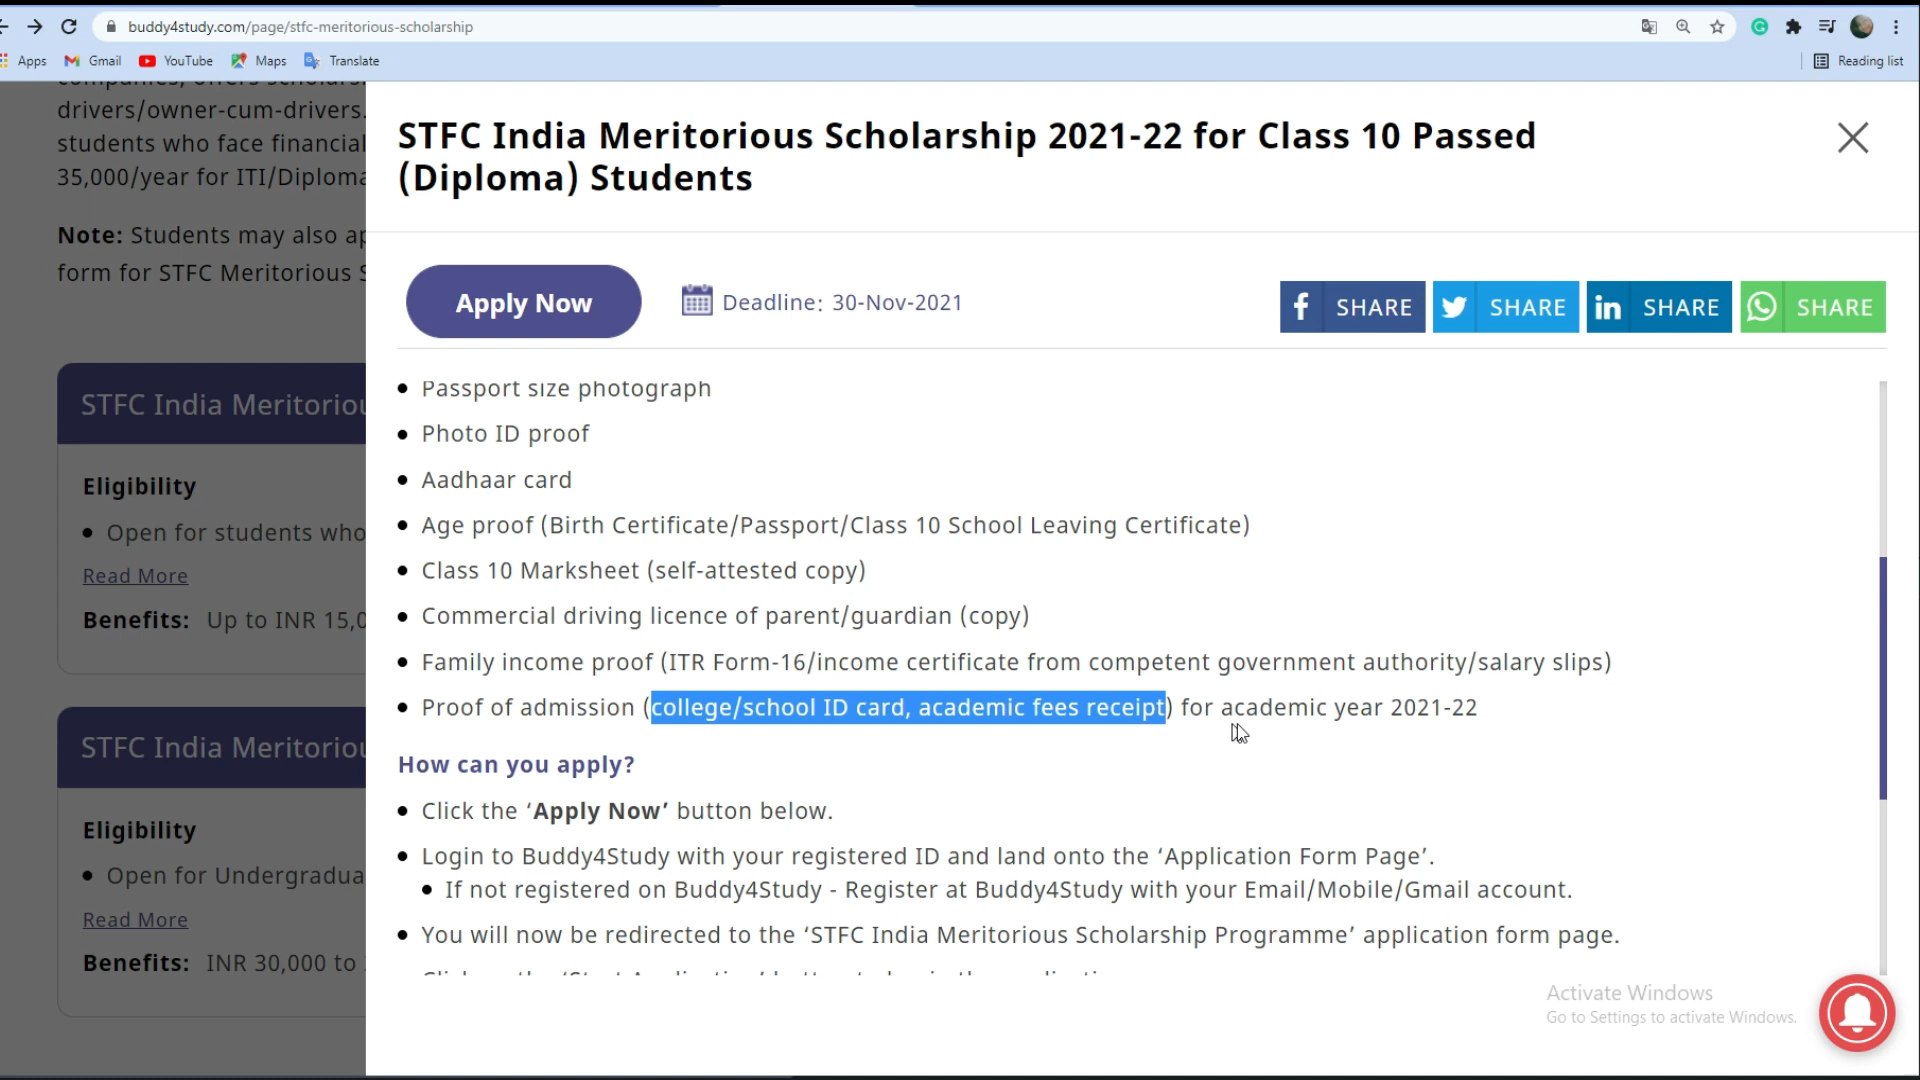 buddy4study.com/page/stfc-meritorious-scholarship
Apps Gmail YouTube Maps Translate Reading list
drivers/owner-cum-drivers.
students who face financial
35,000/year for ITI/Diploma
Note: Students may also ap
form for STFC Meritorious S
STFC India Meritoriou
Eligibility
Open for students who
Read More
Benefits: Up to INR 15,0
STFC India Meritoriou
Eligibility
Open for Undergradua
Read More
Benefits: INR 30,000 to
STFC India Meritorious Scholarship 2021-22 for Class 10 Passed
(Diploma) Students
Apply Now
Deadline: 30-Nov-2021
SHARE SHARE SHARE SHARE
Passport size photograph
Photo ID proof
Aadhaar card
Age proof (Birth Certificate/Passport/Class 10 School Leaving Certificate)
Class 10 Marksheet (self-attested copy)
Commercial driving licence of parent/guardian (copy)
Family income proof (ITR Form-16/income certificate from competent government authority/salary slips)
Proof of admission (college/school ID card, academic fees receipt) for academic year 2021-22
How can you apply?
Click the ‘Apply Now’ button below.
Login to Buddy4Study with your registered ID and land onto the ‘Application Form Page’.
If not registered on Buddy4Study - Register at Buddy4Study with your Email/Mobile/Gmail account.
You will now be redirected to the ‘STFC India Meritorious Scholarship Programme’ application form page.
Activate Windows
Go to Settings to activate Windows.